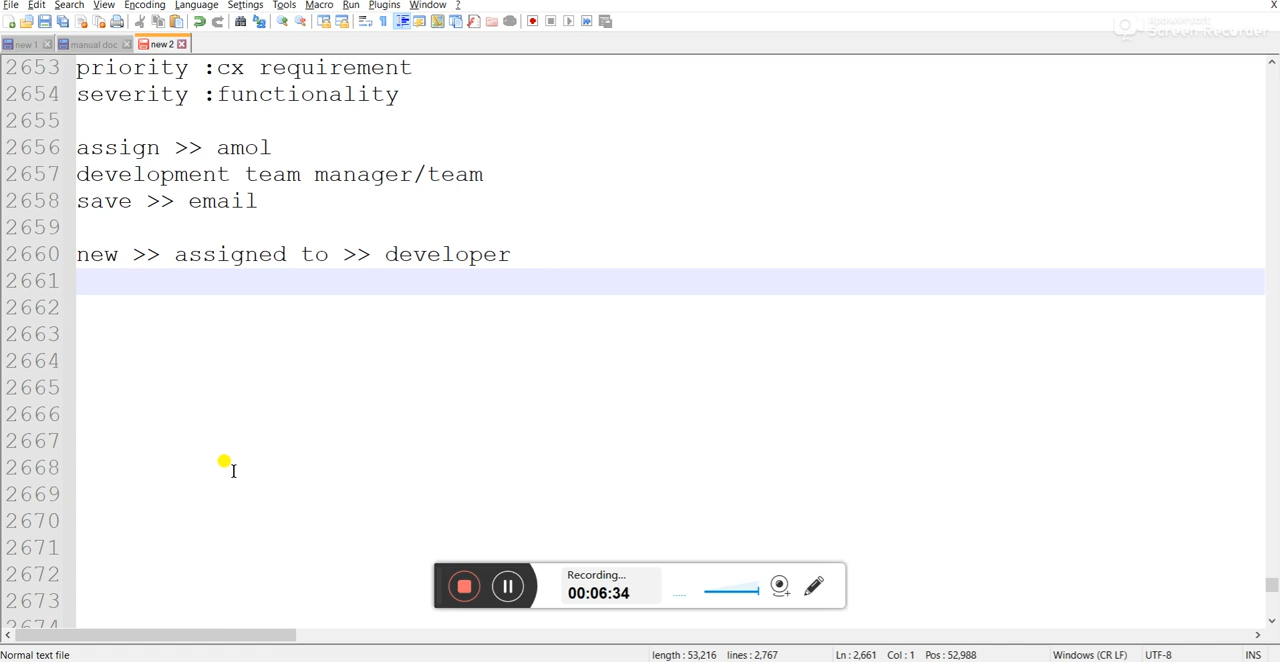 File Edit Search View Encoding Language Settings Tools Macro Run Plugins Window ? X
apowersoft
Screen Recorder
new 1 manual doc new 2
2653 priority :cx requirement
2654 severity :functionality
2655
2656 assign >> amol
2657 development team manager/team
2658 save >> email
2659
2660 new >> assigned to >> developer
2661
2662
2663
2664
2665
2666
2667
2668
2669
2670
2671
2672
2673
2674
Recording...
00:06:34
Normal text file length : 53,216 lines : 2,767 Ln : 2,661 Col : 1 Pos : 52,988 Windows (CR LF) UTF-8 INS